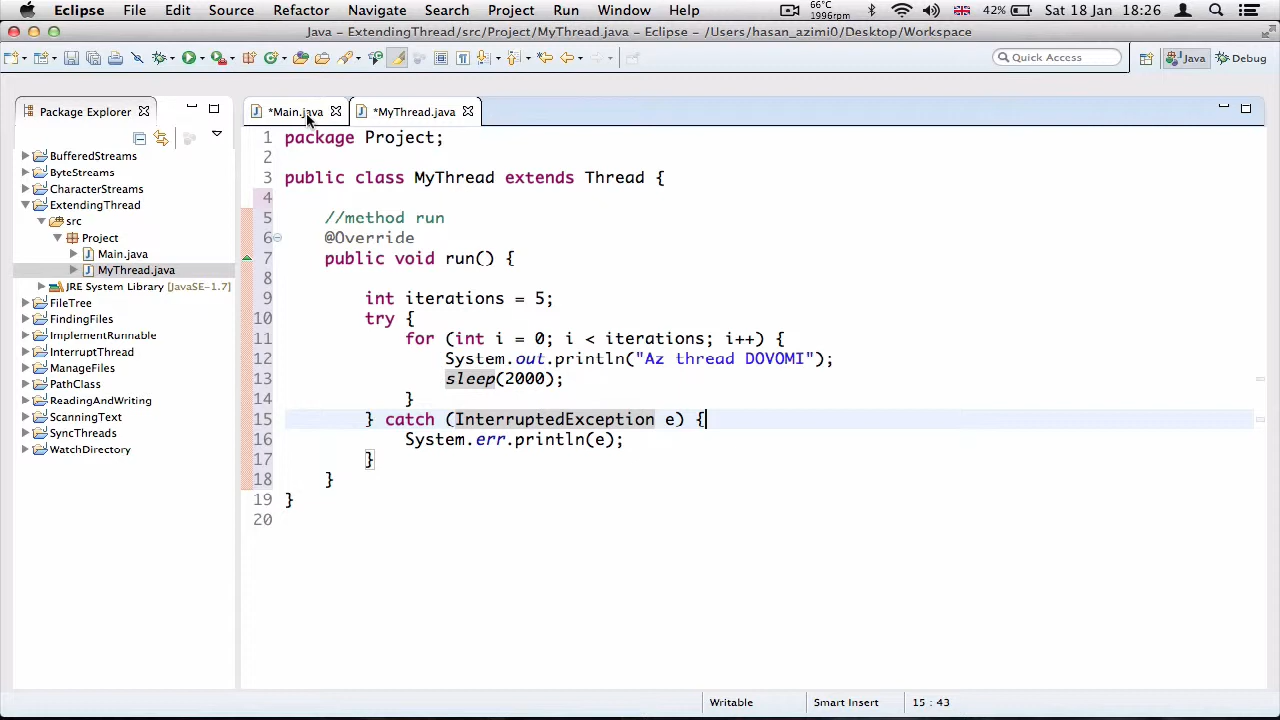 Eclipse File Edit Source Refactoring Navigate Search Project Run Window Help 66°C 1996rpm 42% Sat 18 Jan 18:26
Java - ExtendingThread/src/Project/MyThread.java - Eclipse - /Users/hasan_azimi0/Desktop/Workspace
Quick Access Java Debug
Package Explorer
*Main.java *MyThread.java
BufferedStreams
ByteStreams
CharacterStreams
ExtendingThread
src
Project
Main.java
MyThread.java
JRE System Library [JavaSE-1.7]
FileTree
FindingFiles
ImplementRunnable
InterruptThread
ManageFiles
PathClass
ReadingAndWriting
ScanningText
SyncThreads
WatchDirectory
1 package Project;
2
3 public class MyThread extends Thread {
4
5 //method run
6 @Override
7 public void run() {
8
9 int iterations = 5;
10 try {
11 for (int i = 0; i < iterations; i++) {
12 System.out.println("Az thread DOVOMI");
13 sleep(2000);
14 }
15 } catch (InterruptedException e) {
16 System.err.println(e);
17 }
18 }
19 }
20
Writable Smart Insert 15 : 43